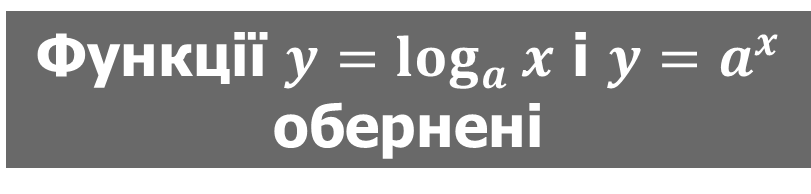 Функції y = logₐ x і y = aˣ
обернені